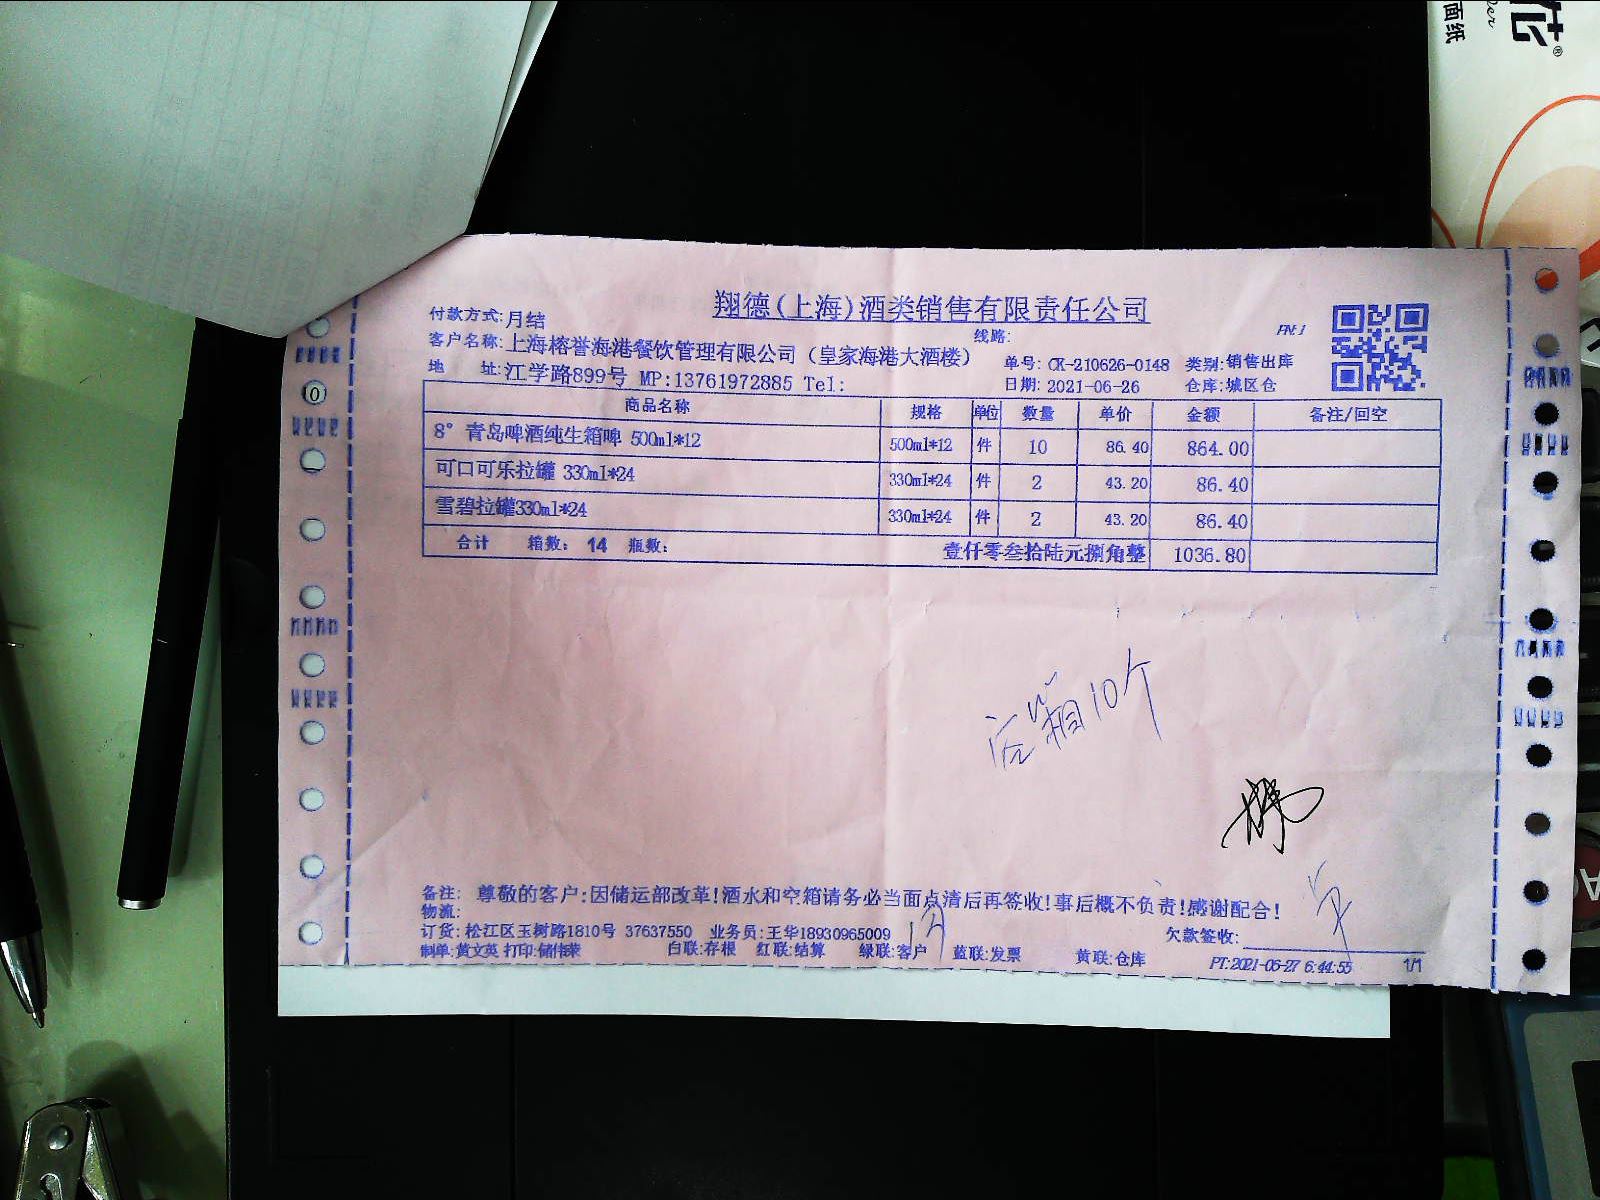 花®
面纸
翔德(上海)酒类销售有限责任公司
付款方式:月结
线路:
PN:1
客户名称:上海榕誉海港餐饮管理有限公司（皇家海港大酒楼）
单号:CK-210626-0148 类别:销售出库
地 址:江学路899号 MP:13761972885 Tel:
日期:2021-06-26 仓库:城区仓
商品名称 规格 单位 数量 单价 金额 备注/回空
8°青岛啤酒纯生箱啤 500ml*12 500ml*12 件 10 86.40 864.00
可口可乐拉罐 330ml*24 330ml*24 件 2 43.20 86.40
雪碧拉罐330ml*24 330ml*24 件 2 43.20 86.40
合计 箱数: 14 瓶数: 壹仟零叁拾陆元捌角整 1036.80
空箱10个
备注: 尊敬的客户:因储运部改革!酒水和空箱请务必当面点清后再签收!事后概不负责!感谢配合!
物流:
订货:松江区玉树路1810号 37637550 业务员:王华18930965009
欠款签收:
制单:黄文英 打印:储伟荣 白联:存根 红联:结算 绿联:客户 蓝联:发票 黄联:仓库 PT:2021-06-27 6:44:55 1/1